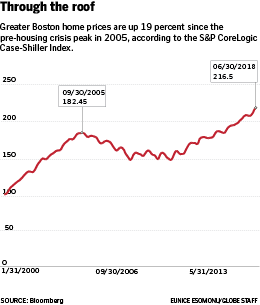 Through the roof
Greater Boston home prices are up 19 percent since the
pre-housing crisis peak in 2005, according to the S&P CoreLogic
Case-Shiller Index.
06/30/2018
216.5
250
09/30/2005
182.45
200
150
100
50
0
1/31/2000 09/30/2006 5/31/2013
SOURCE: Bloomberg EUNICE ESOMONU/GLOBE STAFF